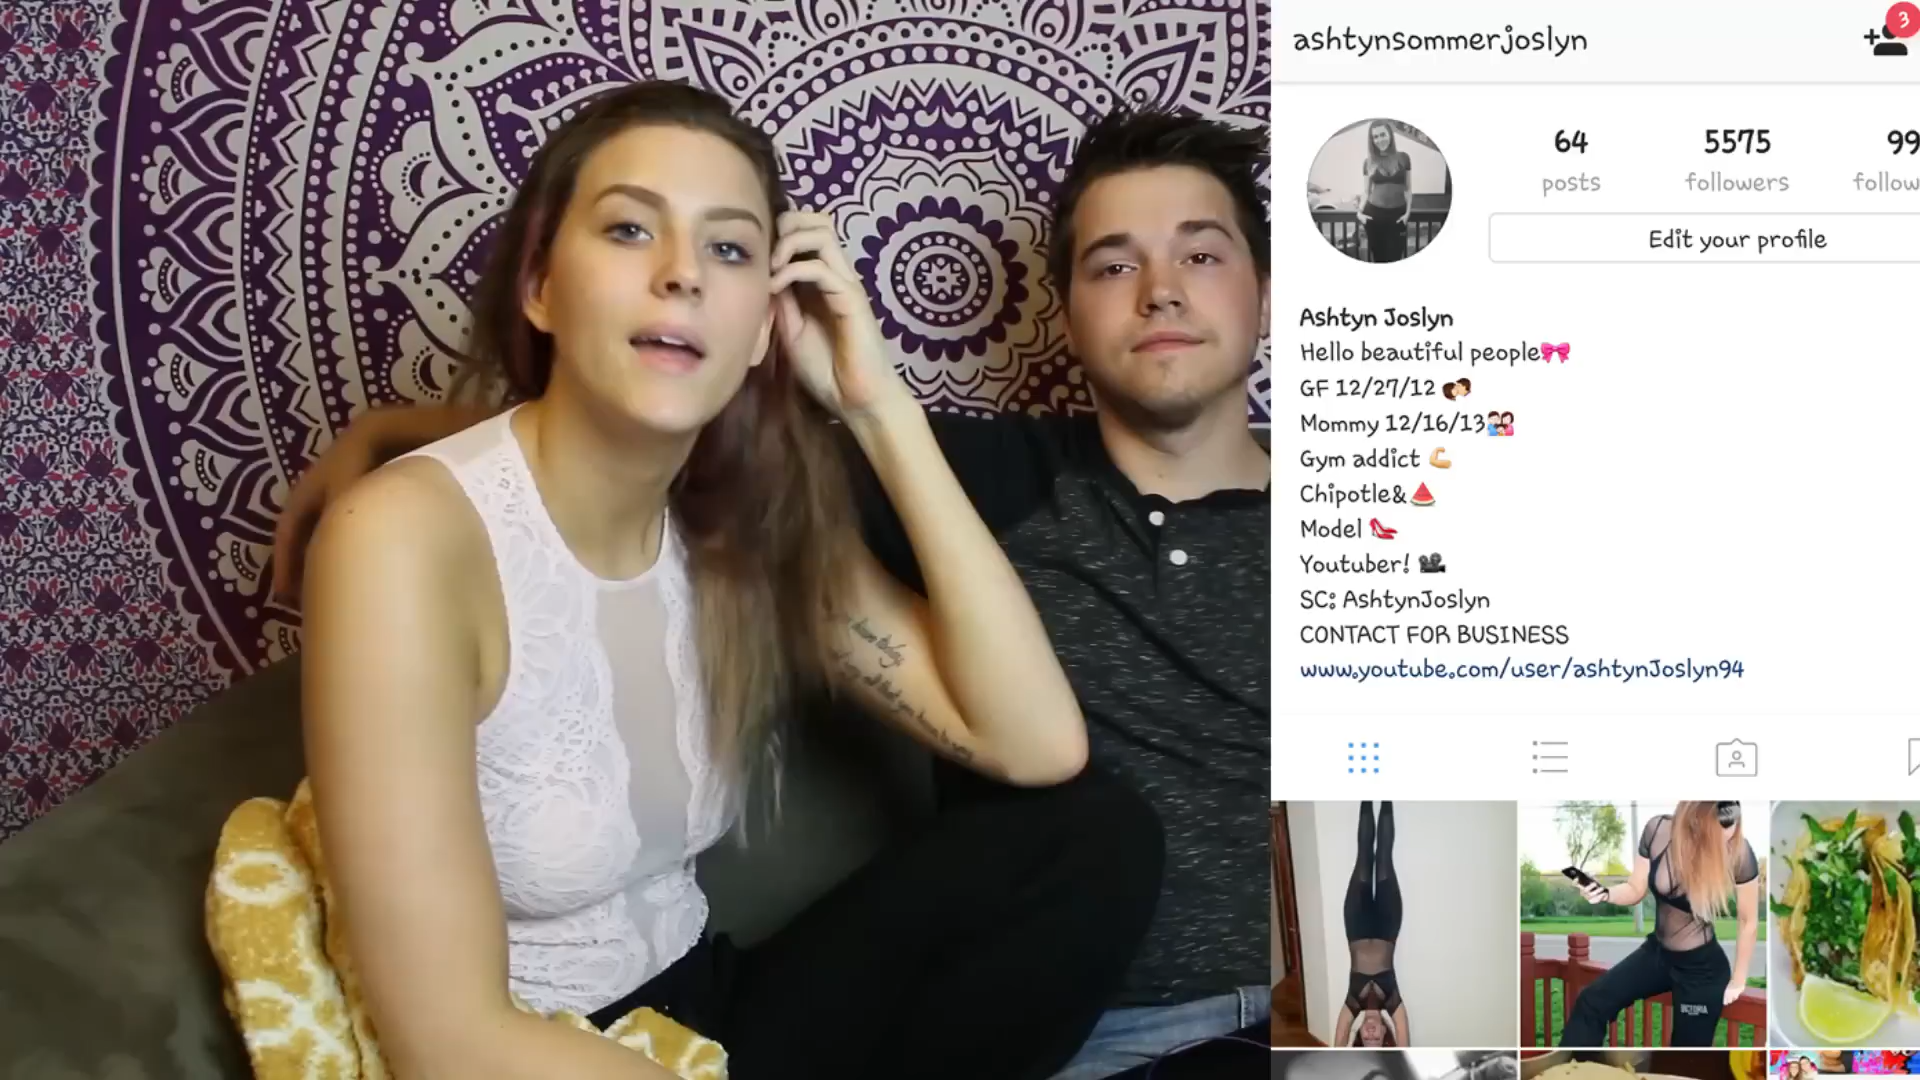 ashtynsommerjoslyn
3
64
5575
99
posts
followers
follow
Edit your profile
Ashtyn Joslyn
Hello beautiful people🎀
GF 12/27/12 💏
Mommy 12/16/13👪
Gym addict 💪🏼
Chipotle&🍉
Model 👠
Youtuber! 🎥
SC: AshtynJoslyn
CONTACT FOR BUSINESS
www.youtube.com/user/ashtynJoslyn94